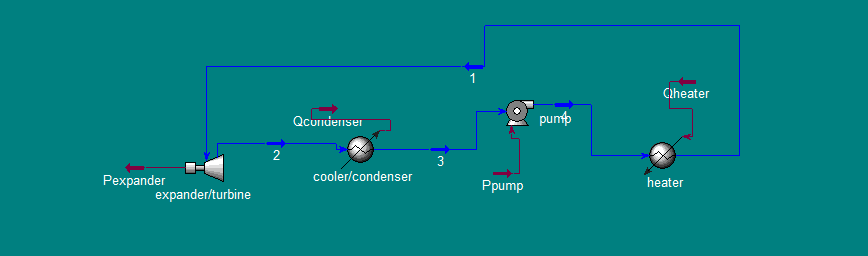 1
Qheater
Qcondenser
pump
4
2
3
cooler/condenser
Pexpander
expander/turbine
Ppump
heater